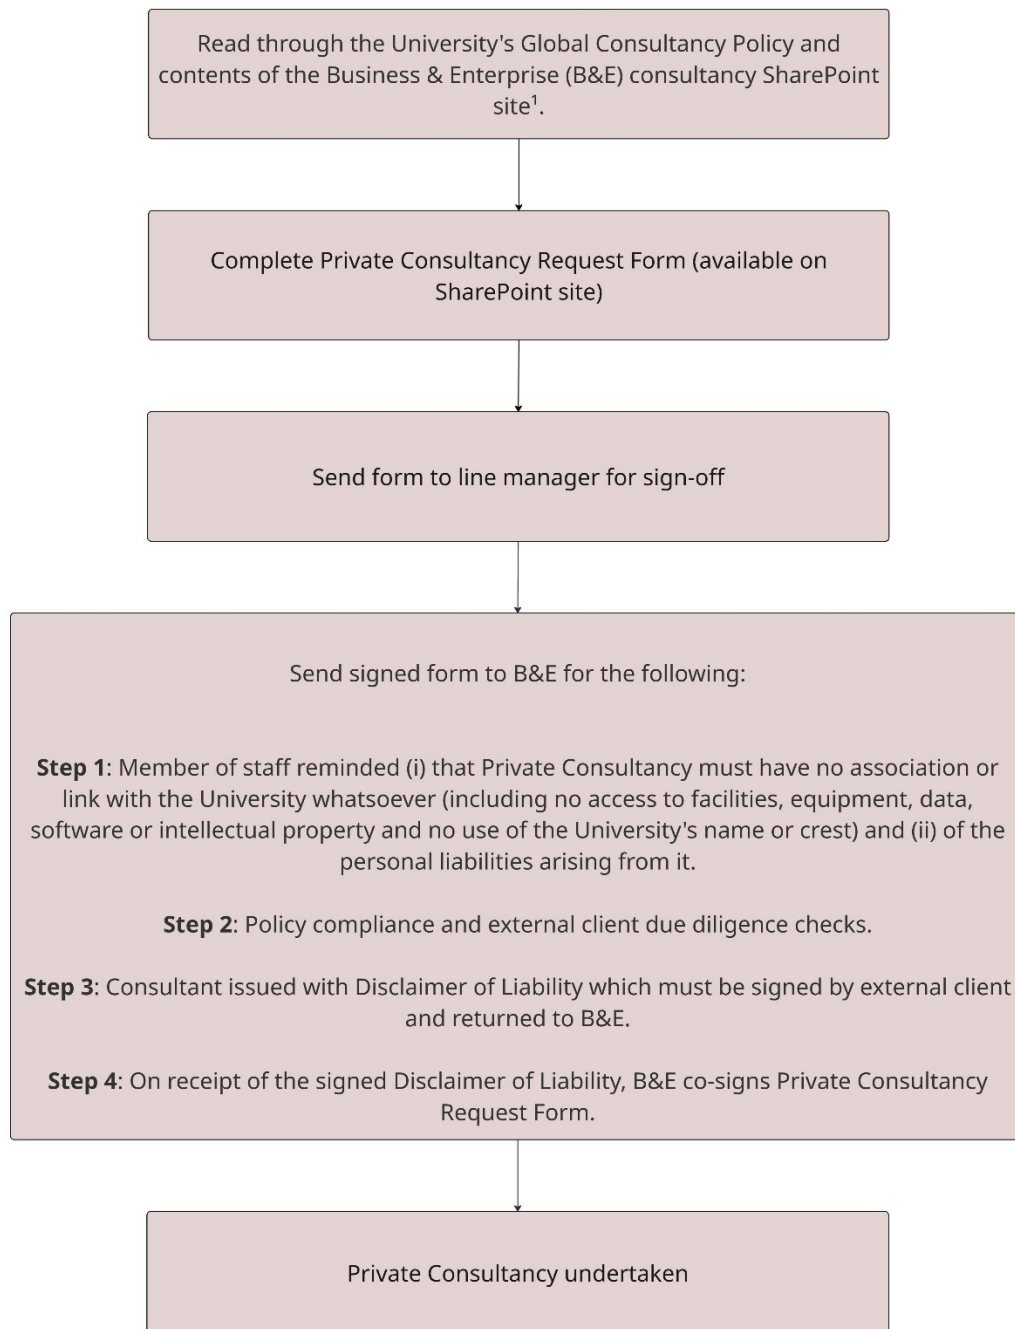 Read through the University's Global Consultancy Policy and
contents of the Business & Enterprise (B&E) consultancy SharePoint
site¹.
Complete Private Consultancy Request Form (available on
SharePoint site)
Send form to line manager for sign-off
Send signed form to B&E for the following:
Step 1: Member of staff reminded (i) that Private Consultancy must have no association or
link with the University whatsoever (including no access to facilities, equipment, data,
software or intellectual property and no use of the University's name or crest) and (ii) of the
personal liabilities arising from it.
Step 2: Policy compliance and external client due diligence checks.
Step 3: Consultant issued with Disclaimer of Liability which must be signed by external client
and returned to B&E.
Step 4: On receipt of the signed Disclaimer of Liability, B&E co-signs Private Consultancy
Request Form.
Private Consultancy undertaken